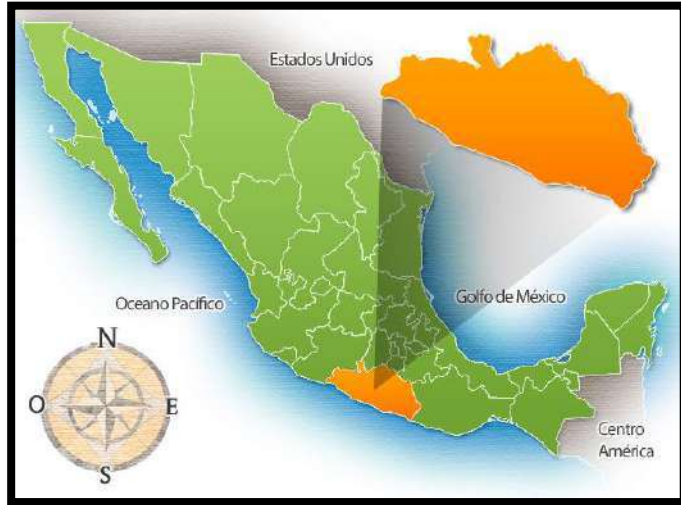 Estados Unidos
Oceano Pacífico
Golfo de México
N
O
E
S
Centro
América